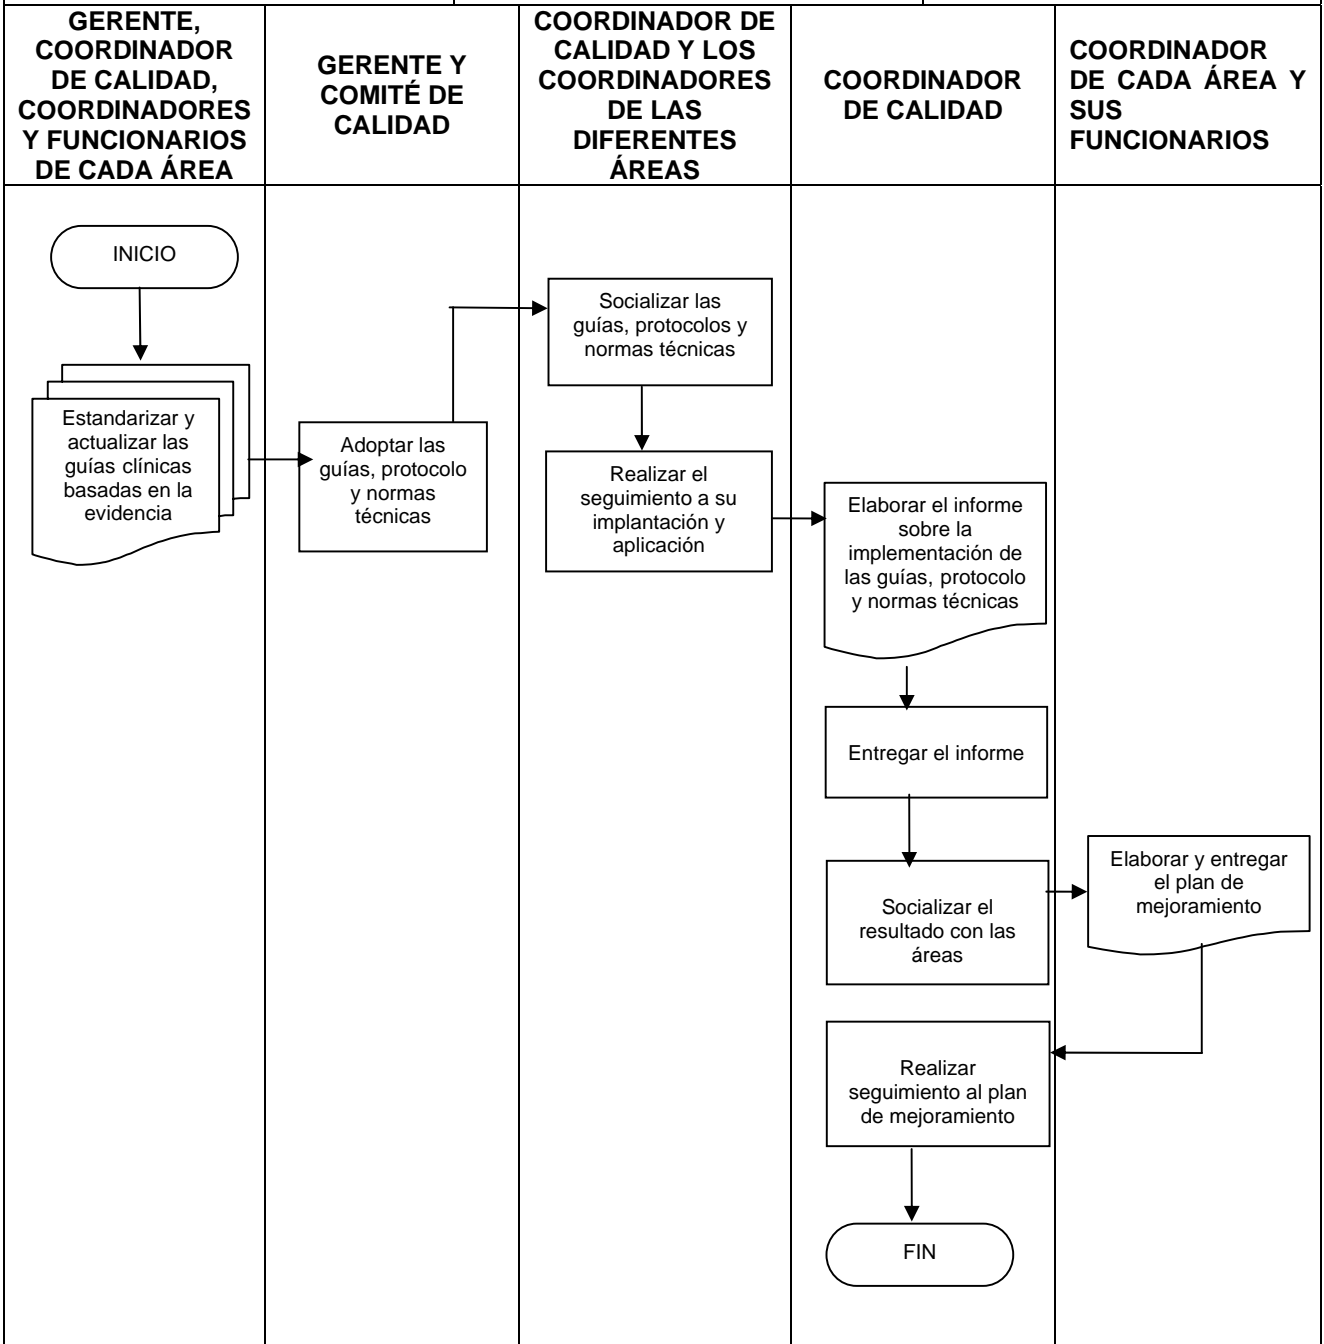 GERENTE,
COORDINADOR
DE CALIDAD,
COORDINADORES
Y FUNCIONARIOS
DE CADA ÁREA
GERENTE Y
COMITÉ DE
CALIDAD
COORDINADOR DE
CALIDAD Y LOS
COORDINADORES
DE LAS
DIFERENTES
ÁREAS
COORDINADOR
DE CALIDAD
COORDINADOR
DE CADA ÁREA Y
SUS
FUNCIONARIOS
INICIO
Estandarizar y
actualizar las
guías clínicas
basadas en la
evidencia
Adoptar las
guías, protocolo
y normas
técnicas
Socializar las
guías, protocolos y
normas técnicas
Realizar el
seguimiento a su
implantación y
aplicación
Elaborar el informe
sobre la
implementación de
las guías, protocolo
y normas técnicas
Entregar el informe
Socializar el
resultado con las
áreas
Elaborar y entregar
el plan de
mejoramiento
Realizar
seguimiento al plan
de mejoramiento
FIN